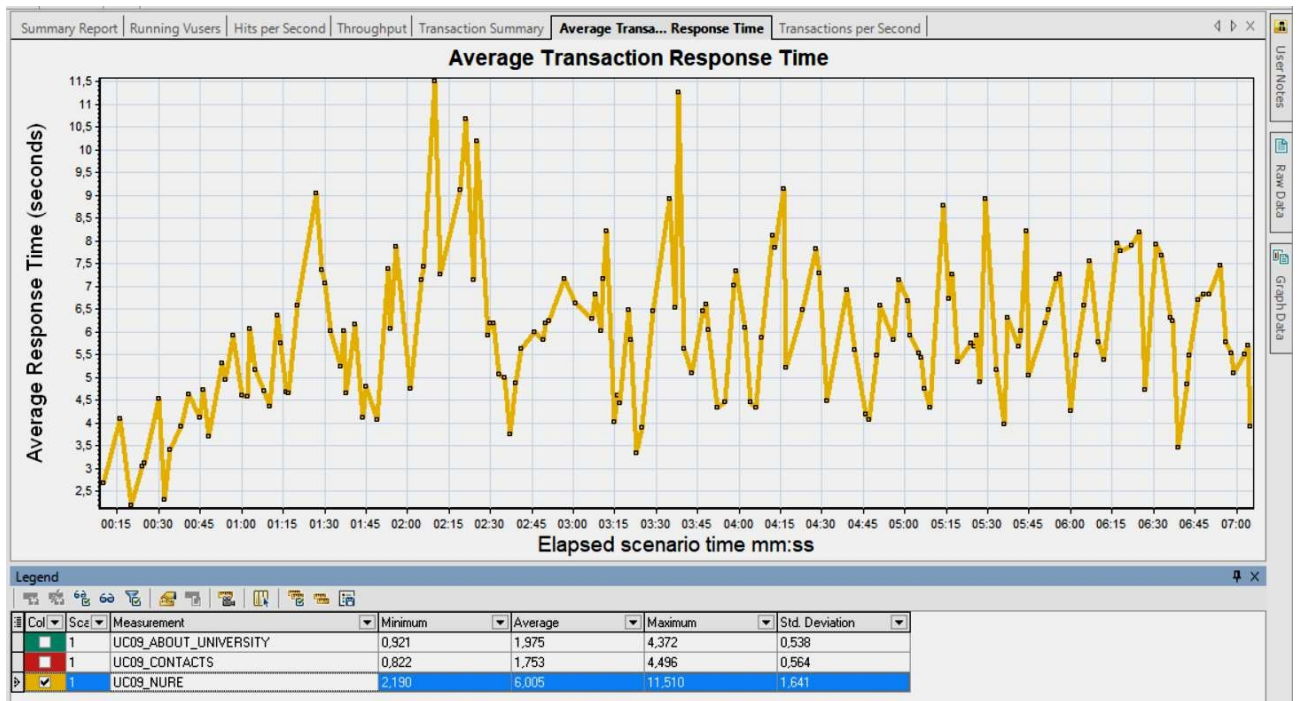 Summary Report Running Vusers Hits per Second Throughput Transaction Summary Average Transa... Response Time Transactions per Second
Average Transaction Response Time
Average Response Time (seconds)
11,5
11
10,5
10
9,5
9
8,5
8
7,5
7
6,5
6
5,5
5
4,5
4
3,5
3
2,5
00:15 00:30 00:45 01:00 01:15 01:30 01:45 02:00 02:15 02:30 02:45 03:00 03:15 03:30 03:45 04:00 04:15 04:30 04:45 05:00 05:15 05:30 05:45 06:00 06:15 06:30 06:45 07:00
Elapsed scenario time mm:ss
User Notes
Raw Data
Graph Data
Legend
Col Sca Measurement Minimum Average Maximum Std. Deviation
1 UC09_ABOUT_UNIVERSITY 0,921 1,975 4,372 0,538
1 UC09_CONTACTS 0,822 1,753 4,496 0,564
1 UC09_NURE 2,190 6,005 11,510 1,641